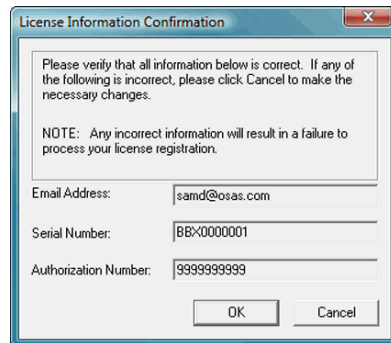 License Information Confirmation
Please verify that all information below is correct. If any of
the following is incorrect, please click Cancel to make the
necessary changes.
NOTE: Any incorrect information will result in a failure to
process your license registration.
Email Address: samd@osas.com
Serial Number: BBX0000001
Authorization Number: 9999999999
OK Cancel